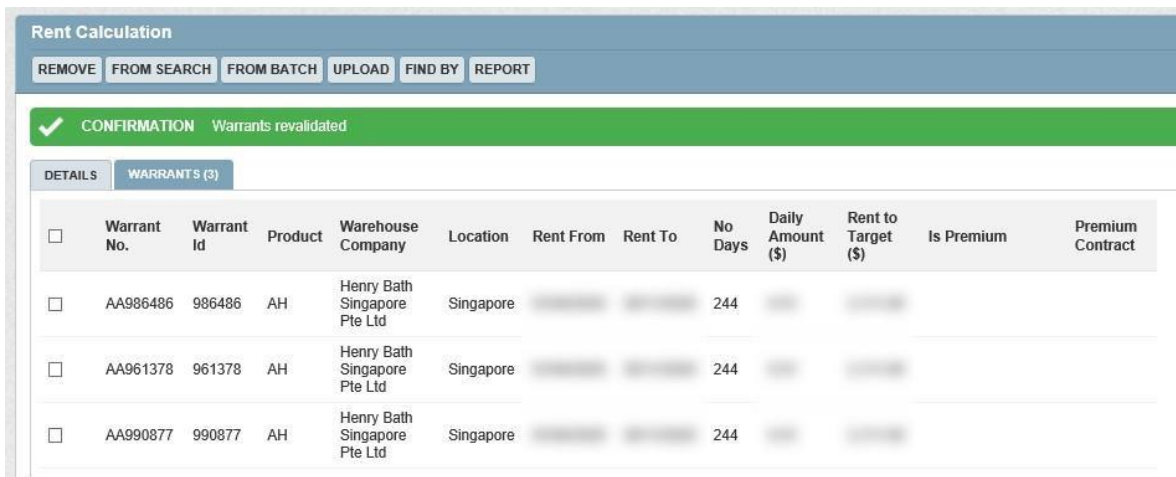 Rent Calculation
REMOVE FROM SEARCH FROM BATCH UPLOAD FIND BY REPORT
CONFIRMATION Warrants revalidated
DETAILS WARRANTS (3)
Warrant No. Warrant Id Product Warehouse Company Location Rent From Rent To No Days Daily Amount ($) Rent to Target ($) Is Premium Premium Contract
AA986486 986486 AH Henry Bath Singapore Pte Ltd Singapore 244
AA961378 961378 AH Henry Bath Singapore Pte Ltd Singapore 244
AA990877 990877 AH Henry Bath Singapore Pte Ltd Singapore 244